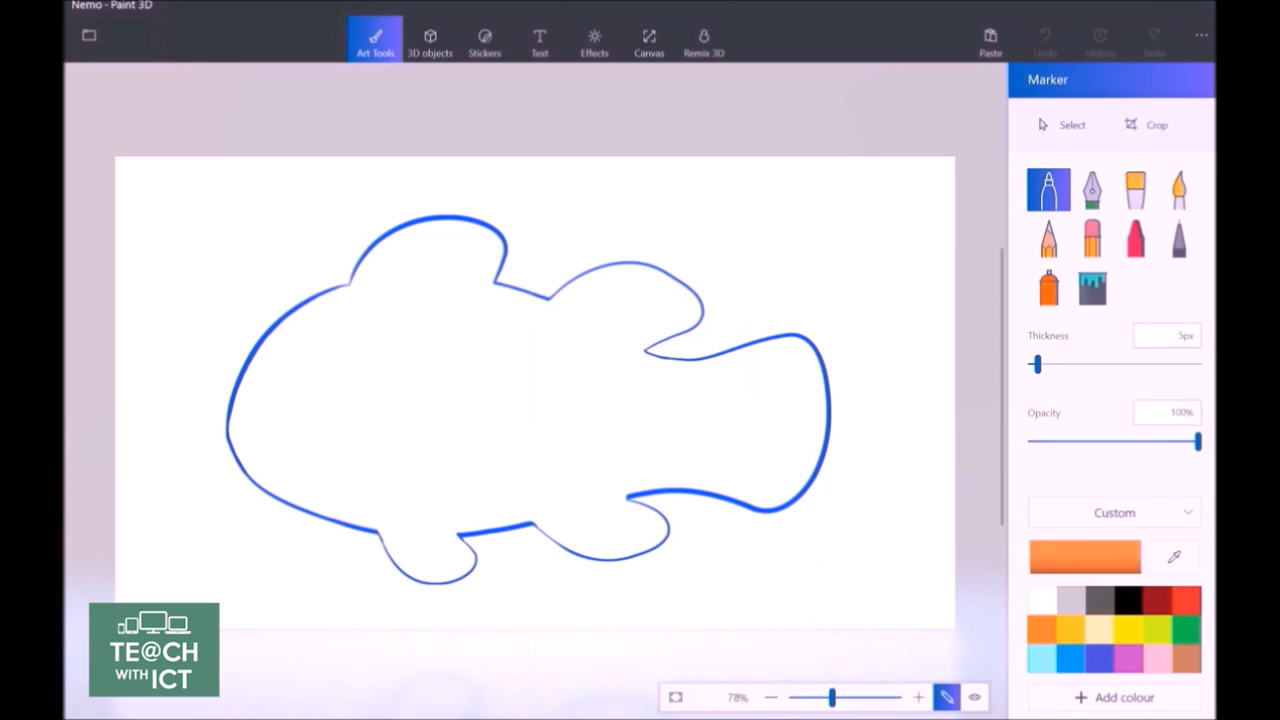 Nemo - Paint 3D
Art Tools
3D objects
Stickers
Text
Effects
Canvas
Remix 3D
Paste
Undo
History
Redo
Marker
Select
Crop
Thickness
5px
Opacity
100%
Custom
Add colour
TE@CH
WITH ICT
78%